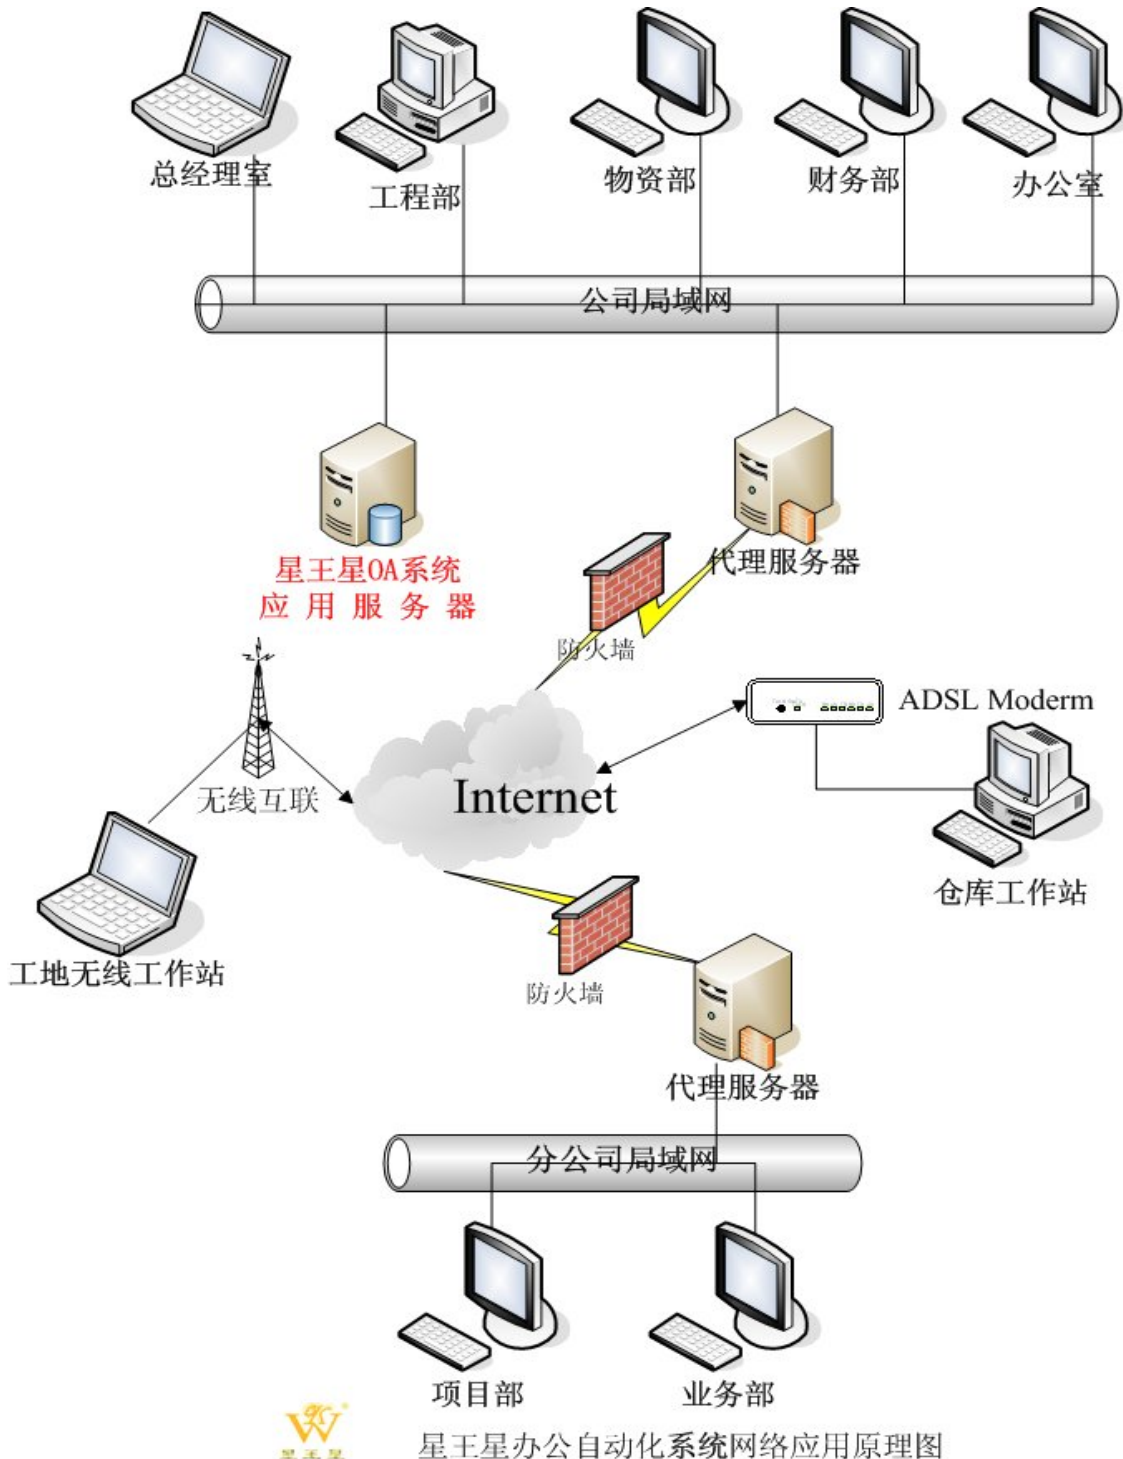 总经理室
工程部
物资部
财务部
办公室
公司局域网
星王星OA系统
应用服务器
代理服务器
防火墙
ADSL Moderm
无线互联
Internet
仓库工作站
工地无线工作站
防火墙
代理服务器
分公司局域网
项目部
业务部
星王星
星王星办公自动化系统网络应用原理图